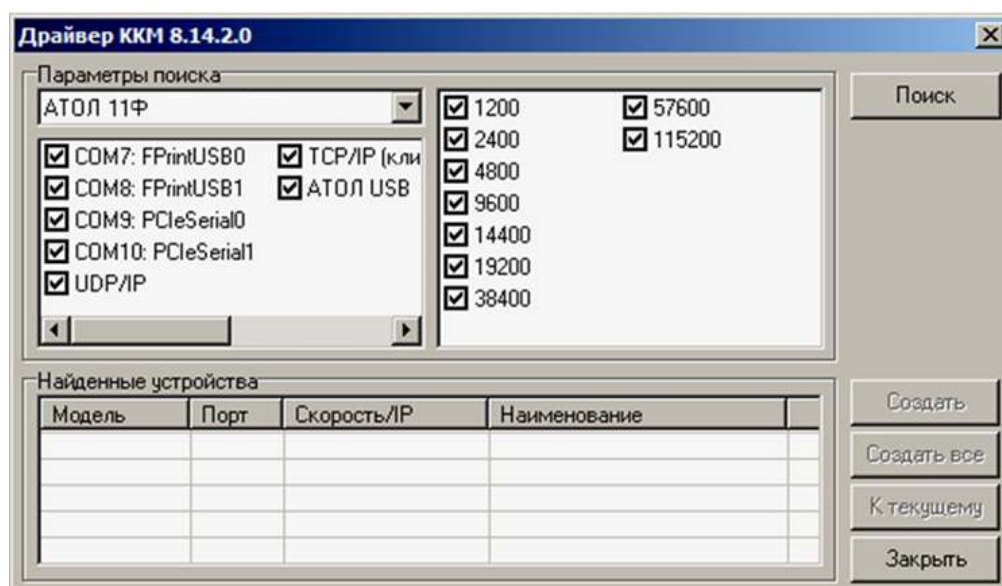 Драйвер ККМ 8.14.2.0
Параметры поиска
АТОЛ 11Ф
COM7: FPrintUSB0
COM8: FPrintUSB1
COM9: PCIeSerial0
COM10: PCIeSerial1
UDP/IP
TCP/IP (кли
АТОЛ USB
1200
2400
4800
9600
14400
19200
38400
57600
115200
Поиск
Найденные устройства
Модель Порт Скорость/IP Наименование
Создать
Создать все
К текущему
Закрыть